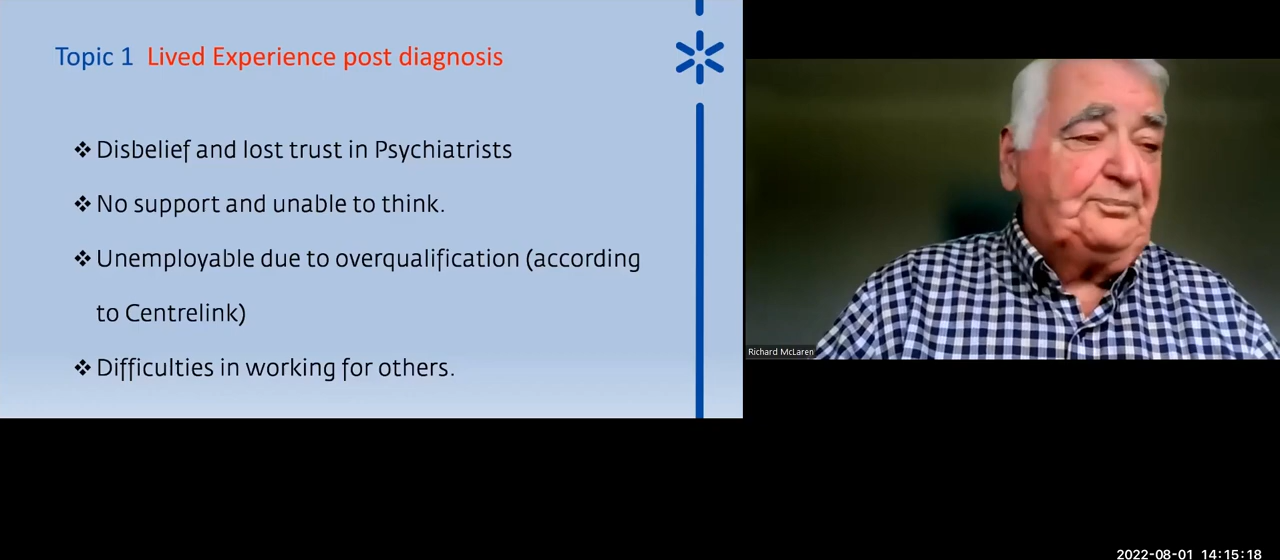 Topic 1 Lived Experience post diagnosis
❖ Disbelief and lost trust in Psychiatrists
❖ No support and unable to think.
❖ Unemployable due to overqualification (according
to Centrelink)
❖ Difficulties in working for others.
Richard McLaren
2022-08-01 14:15:18